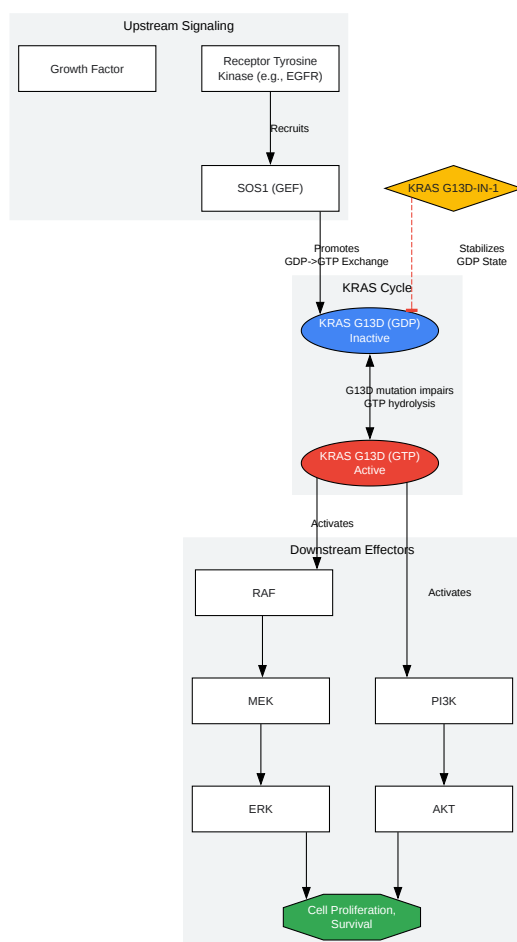 Upstream Signaling
Growth Factor
Receptor Tyrosine
Kinase (e.g., EGFR)
Recruits
SOS1 (GEF)
KRAS G13D-IN-1
Promotes
GDP->GTP Exchange
Stabilizes
GDP State
KRAS Cycle
KRAS G13D (GDP)
Inactive
G13D mutation impairs
GTP hydrolysis
KRAS G13D (GTP)
Active
Activates
Downstream Effectors
RAF
Activates
MEK
PI3K
ERK
AKT
Cell Proliferation,
Survival